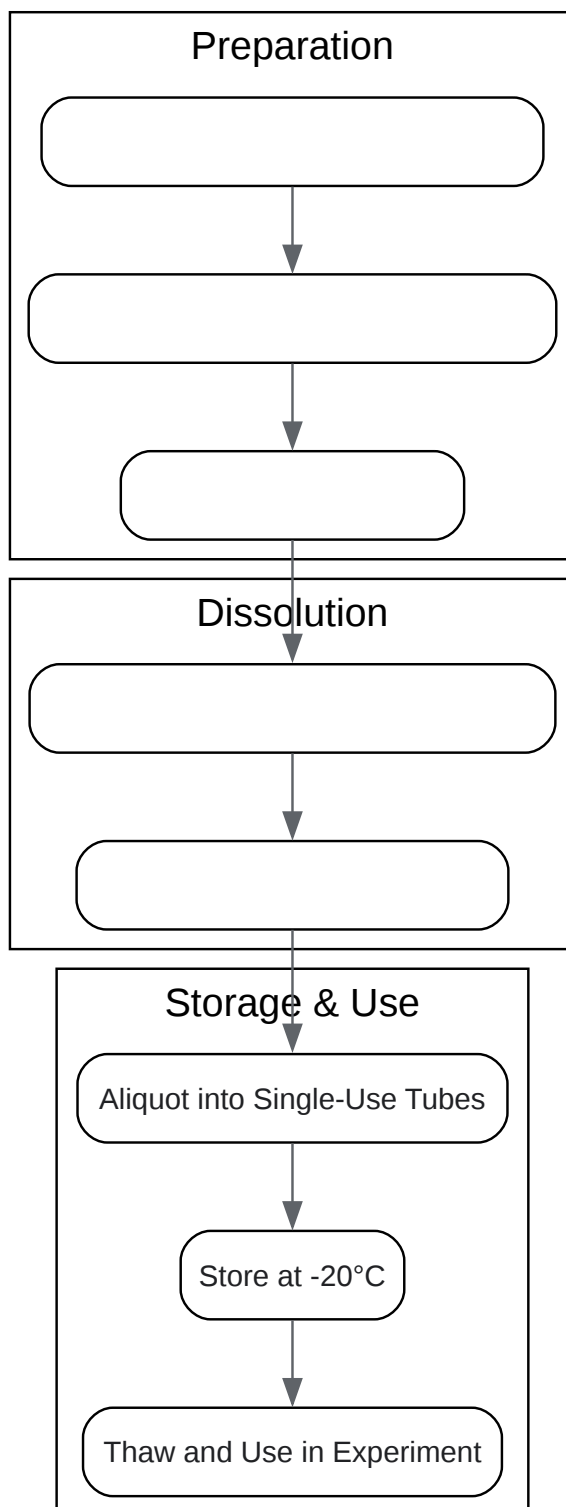 Preparation
Dissolution
Storage & Use
Aliquot into Single-Use Tubes
Store at -20°C
Thaw and Use in Experiment